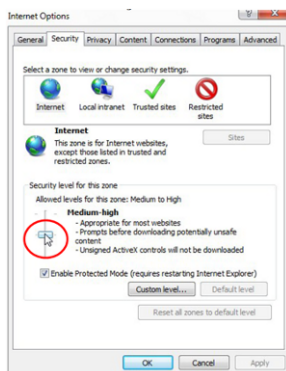 Internet Options
General Security Privacy Content Connections Programs Advanced
Select a zone to view or change security settings.
Internet Local intranet Trusted sites Restricted sites
Internet
This zone is for Internet websites,
except those listed in trusted and
restricted zones.
Sites
Security level for this zone
Allowed levels for this zone: Medium to High
Medium-high
- Appropriate for most websites
- Prompts before downloading potentially unsafe
content
- Unsigned ActiveX controls will not be downloaded
Enable Protected Mode (requires restarting Internet Explorer)
Custom level... Default level
Reset all zones to default level
OK Cancel Apply